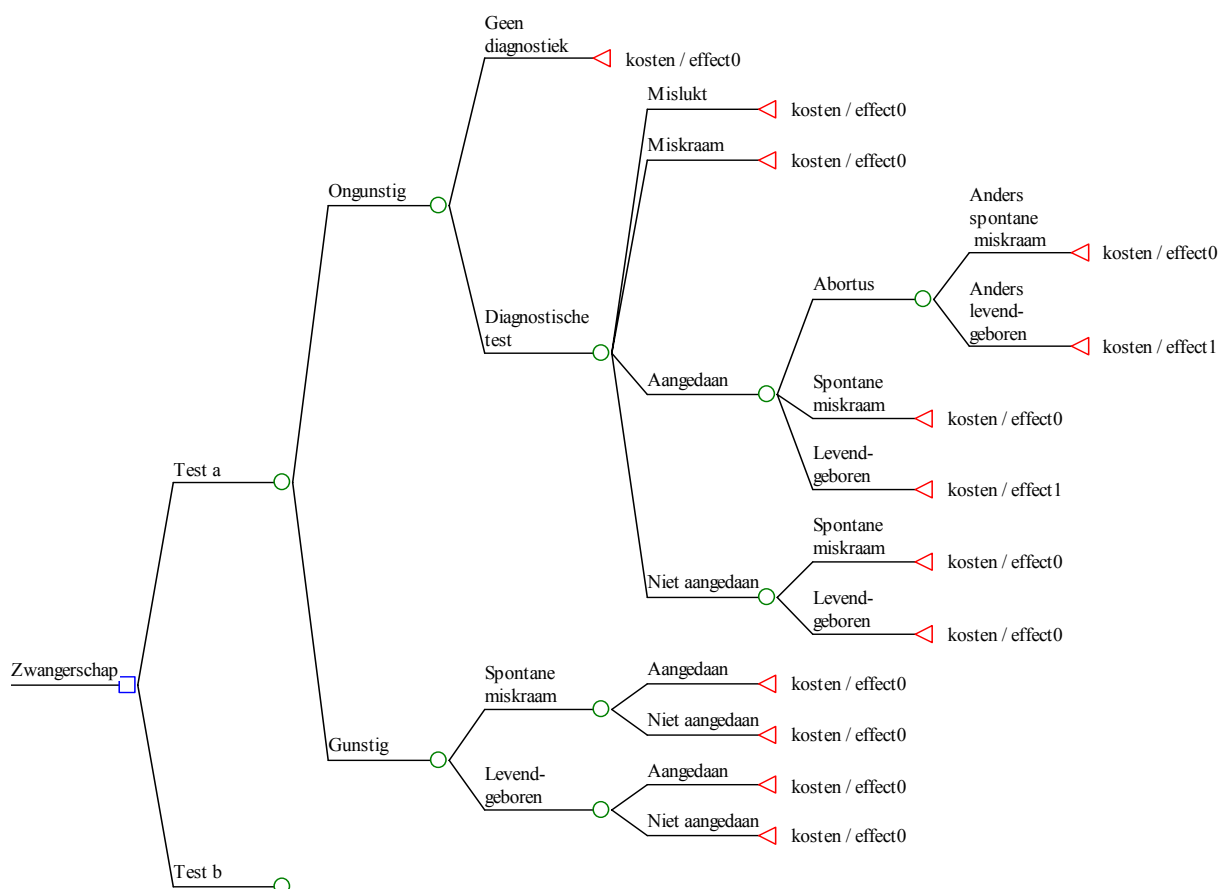 Geen
diagnostiek
kosten / effect0
Mislukt
kosten / effect0
Miskraam
kosten / effect0
Ongunstig
Anders
spontane
miskraam
kosten / effect0
Abortus
Anders
levend-
geboren
kosten / effect1
Diagnostische
test
Aangedaan
Spontane
miskraam
kosten / effect0
Levend-
geboren
kosten / effect1
Test a
Spontane
miskraam
kosten / effect0
Niet aangedaan
Levend-
geboren
kosten / effect0
Zwangerschap
Spontane
miskraam
Aangedaan
kosten / effect0
Niet aangedaan
kosten / effect0
Gunstig
Levend-
geboren
Aangedaan
kosten / effect0
Niet aangedaan
kosten / effect0
Test b